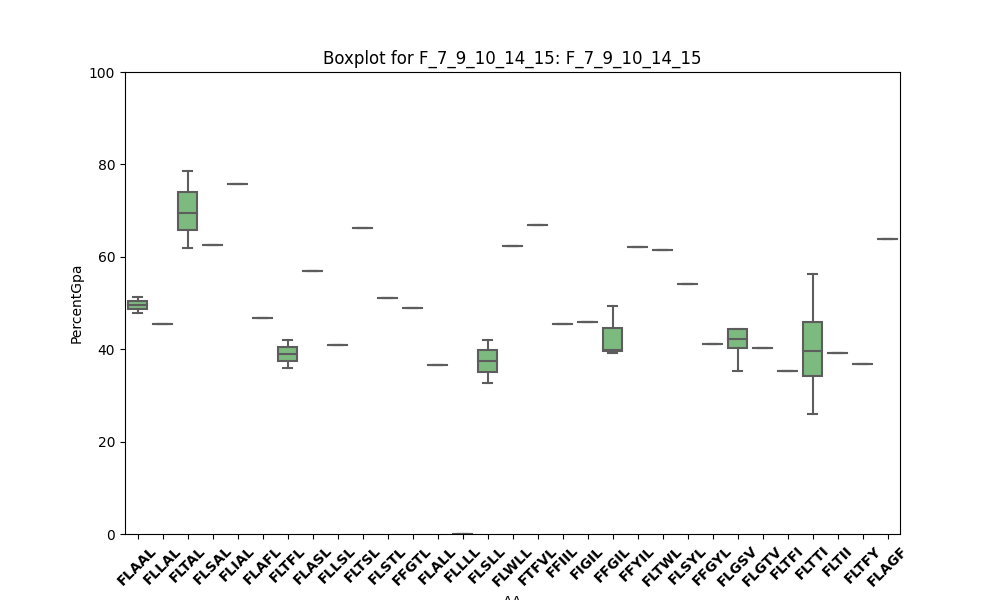 Boxplot for F_7_9_10_14_15: F_7_9_10_14_15
100
80
60
40
20
0
PercentGpa
FLAAL
FLLAL
FLTAL
FLSAL
FLIAL
FLAFL
FLTFL
FLASL
FLLSL
FLTSL
FLSTL
FFGTL
FLALL
FLLLL
FLSLL
FLWLL
FTFVL
FFIIL
FIGIL
FFGIL
FFYIL
FLTWL
FLSYL
FFGYL
FLGSV
FLGTV
FLTFI
FLTTI
FLTII
FLTFY
FLAGF